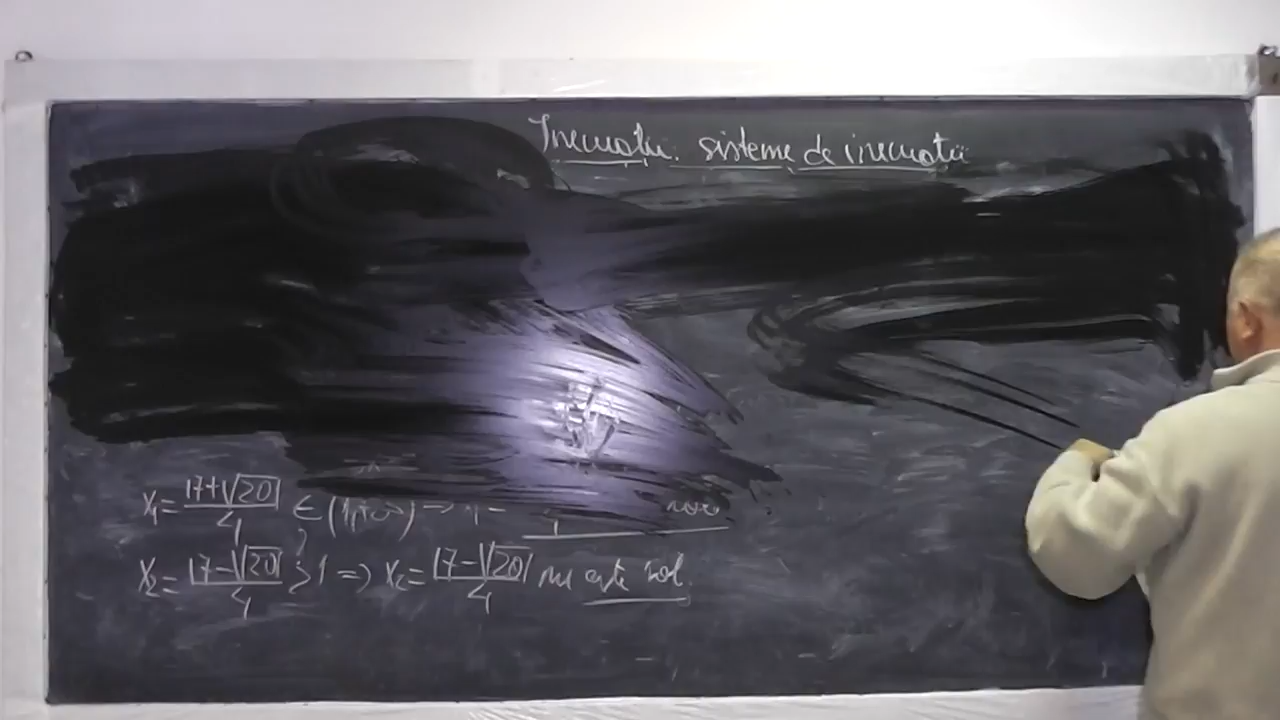 Inecuații. sisteme de inecuații
x₁ = 17+√201 / 4 ∈ (1,+∞) ⇒
x₂ = 17−√201 / 4 > 1 ⇒ x₂ = 17−√201 / 4 nu este sol.